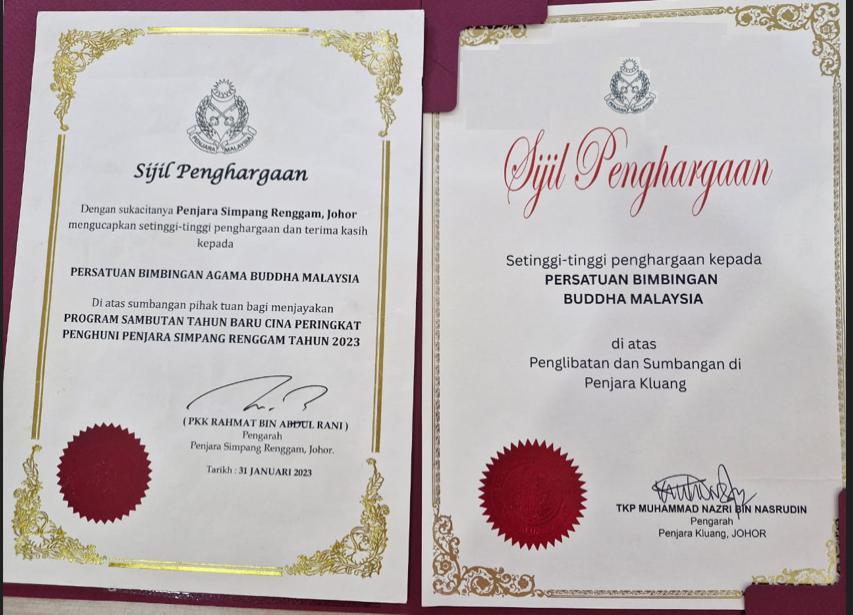 PENJARA MALAYSIA
Sijil Penghargaan
Dengan sukacitanya Penjara Simpang Renggam, Johor
mengucapkan setinggi-tinggi penghargaan dan terima kasih
kepada
PERSATUAN BIMBINGAN AGAMA BUDDHA MALAYSIA
Di atas sumbangan pihak tuan bagi menjayakan
PROGRAM SAMBUTAN TAHUN BARU CINA PERINGKAT
PENGHUNI PENJARA SIMPANG RENGGAM TAHUN 2023
( PKK RAHMAT BIN ABDUL RANI )
Pengarah
Penjara Simpang Renggam, Johor.
Tarikh : 31 JANUARI 2023
Sijil Penghargaan
Setinggi-tinggi penghargaan kepada
PERSATUAN BIMBINGAN
BUDDHA MALAYSIA
di atas
Penglibatan dan Sumbangan di
Penjara Kluang
TKP MUHAMMAD NAZRI BIN NASRUDIN
Pengarah
Penjara Kluang, JOHOR